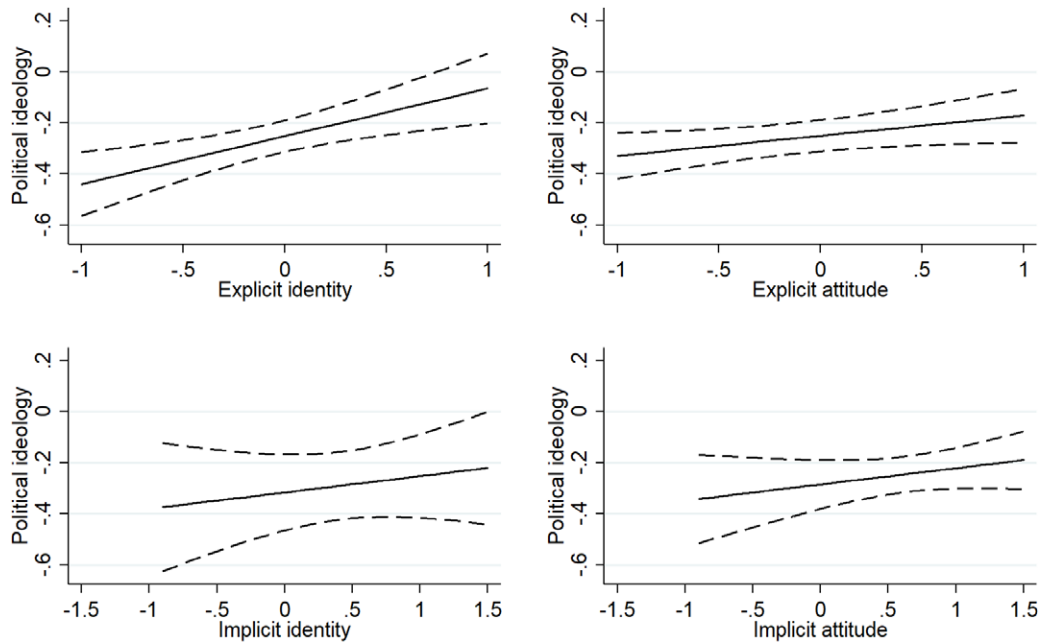 Political ideology
.2
0
-.2
-.4
-.6
-1 -.5 0 .5 1
Explicit identity
Political ideology
.2
0
-.2
-.4
-.6
-1 -.5 0 .5 1
Explicit attitude
Political ideology
.2
0
-.2
-.4
-.6
-1.5 -1 -.5 0 .5 1 1.5
Implicit identity
Political ideology
.2
0
-.2
-.4
-.6
-1.5 -1 -.5 0 .5 1 1.5
Implicit attitude